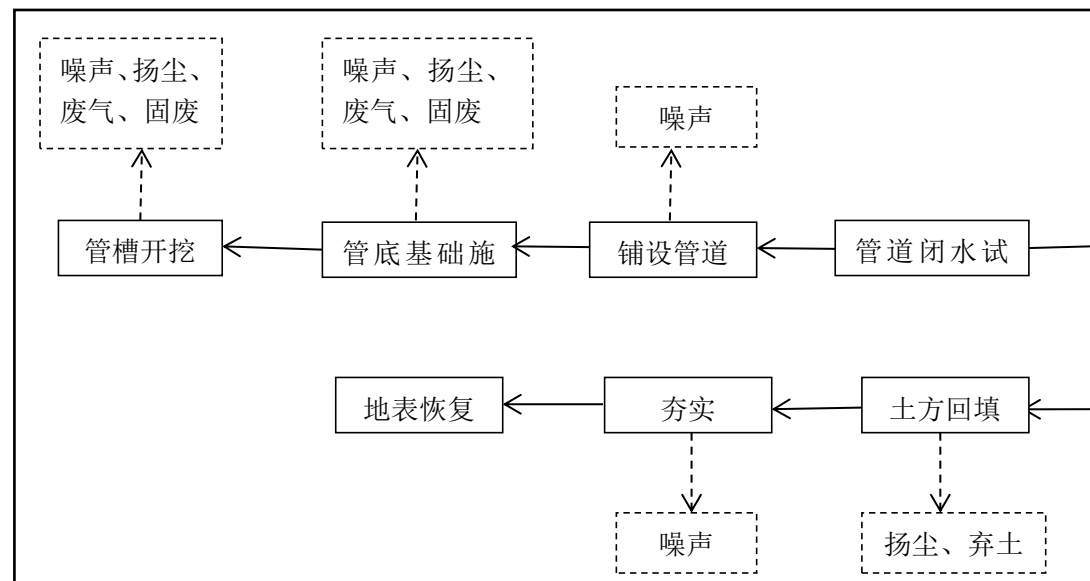 噪声、扬尘、
废气、固废
噪声、扬尘、
废气、固废
噪声
管槽开挖
管底基础施
铺设管道
管道闭水试
地表恢复
夯实
土方回填
噪声
扬尘、弃土